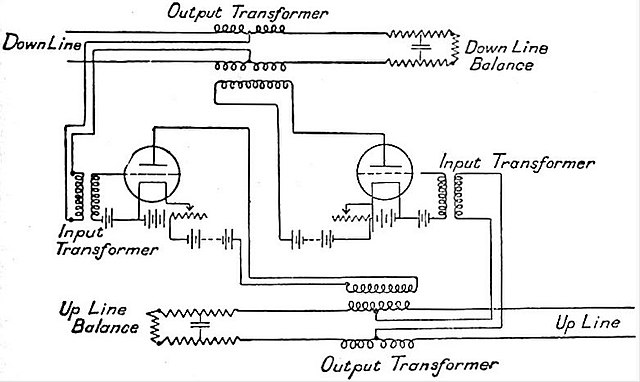 Output Transformer
Down Line
Down Line
Balance
Input Transformer
Input
Transformer
Up Line
Balance
Up Line
Output Transformer